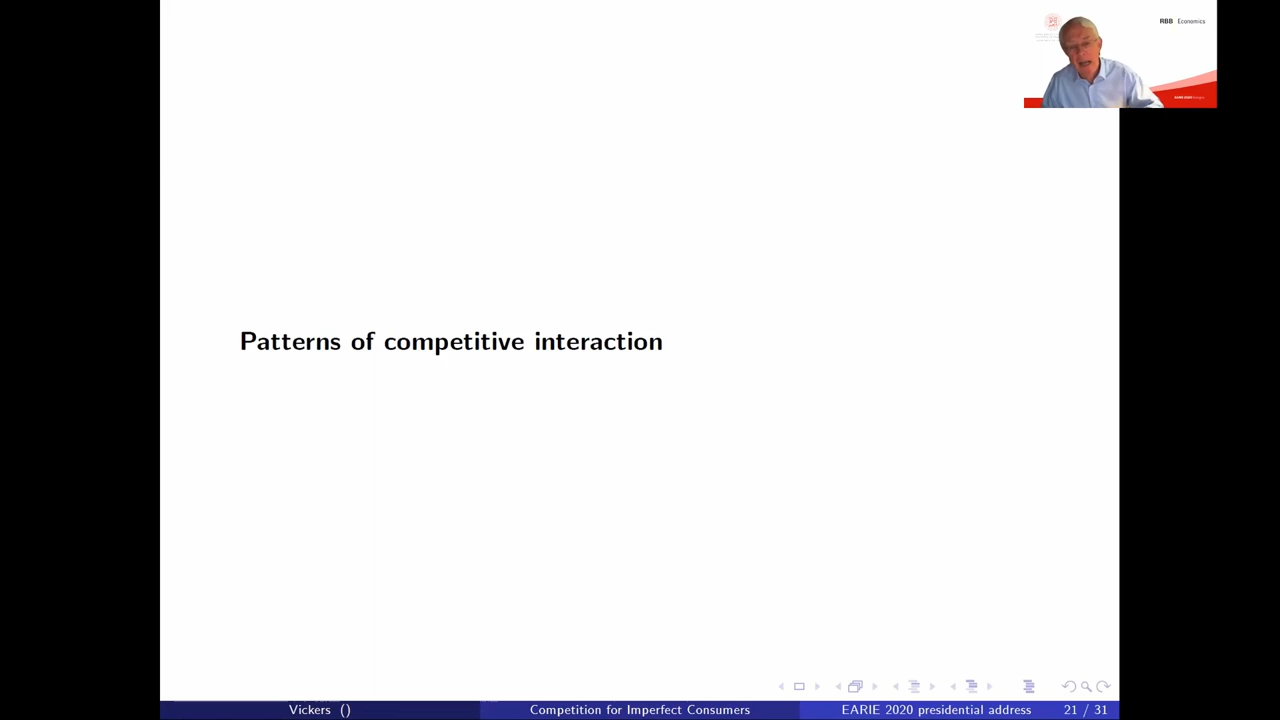 RBB Economics
Patterns of competitive interaction
Vickers ()
Competition for Imperfect Consumers
EARIE 2020 presidential address
21 / 31